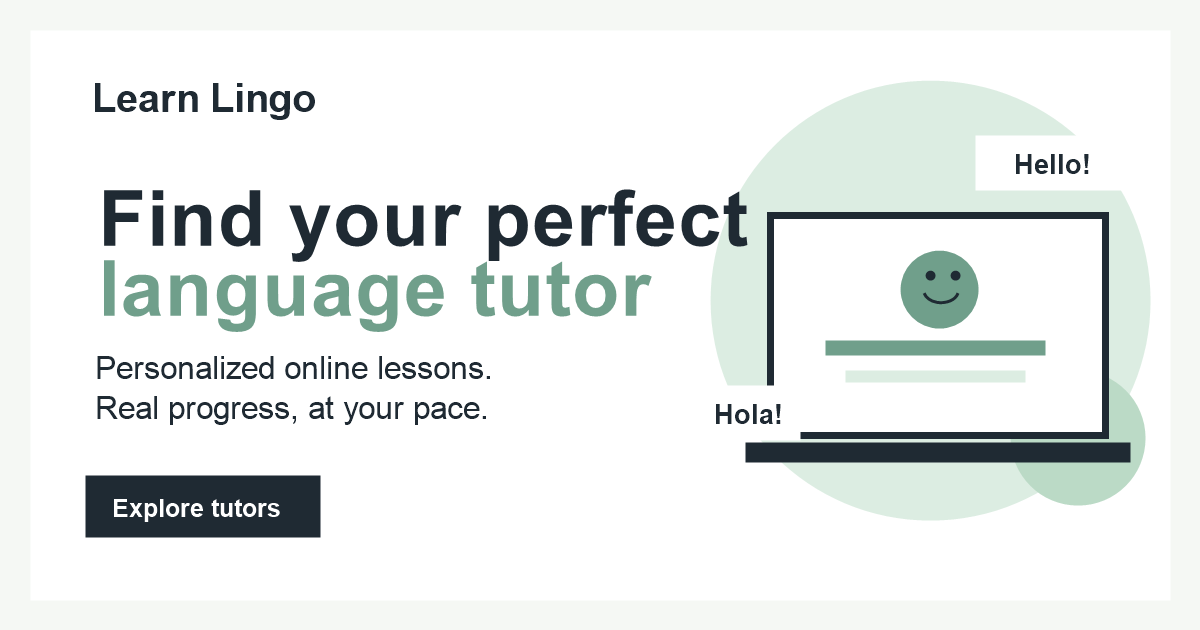 Learn Lingo
Find your perfect
language tutor
Personalized online lessons.
Real progress, at your pace.
Explore tutors
Hello!
Hola!